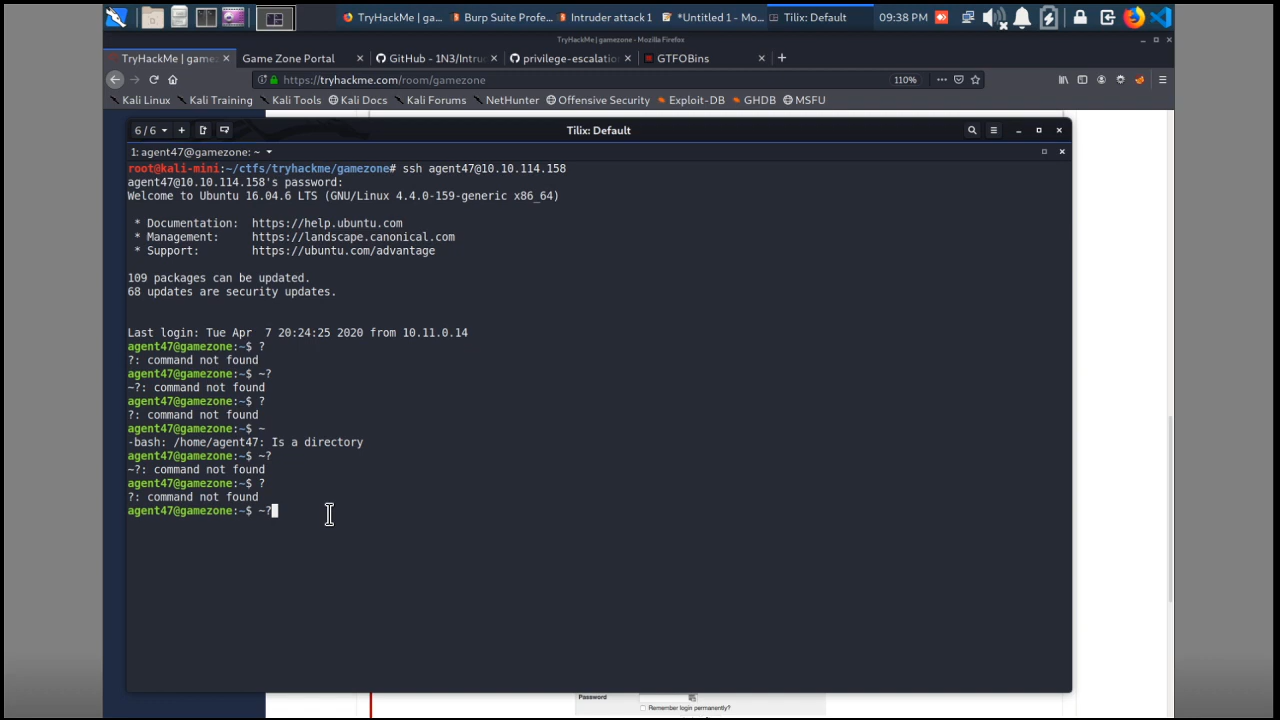 TryHackMe | ga...
Burp Suite Profe...
Intruder attack 1
*Untitled 1 - Mo...
Tilix: Default
09:38 PM
TryHackMe | gamezone - Mozilla Firefox
TryHackMe | game
Game Zone Portal
GitHub - 1N3/Intru
privilege-escalatio
GTFOBins
https://tryhackme.com/room/gamezone
110%
Kali Linux
Kali Training
Kali Tools
Kali Docs
Kali Forums
NetHunter
Offensive Security
Exploit-DB
GHDB
MSFU
6 / 6
Tilix: Default
1: agent47@gamezone: ~
root@kali-mini:~/ctfs/tryhackme/gamezone# ssh agent47@10.10.114.158
agent47@10.10.114.158's password:
Welcome to Ubuntu 16.04.6 LTS (GNU/Linux 4.4.0-159-generic x86_64)
* Documentation:  https://help.ubuntu.com
* Management:     https://landscape.canonical.com
* Support:        https://ubuntu.com/advantage
109 packages can be updated.
68 updates are security updates.
Last login: Tue Apr  7 20:24:25 2020 from 10.11.0.14
agent47@gamezone:~$ ?
?: command not found
agent47@gamezone:~$ ~?
~?: command not found
agent47@gamezone:~$ ?
?: command not found
agent47@gamezone:~$ ~
-bash: /home/agent47: Is a directory
agent47@gamezone:~$ ~?
~?: command not found
agent47@gamezone:~$ ?
?: command not found
agent47@gamezone:~$ ~?
Password
Remember login permanently?